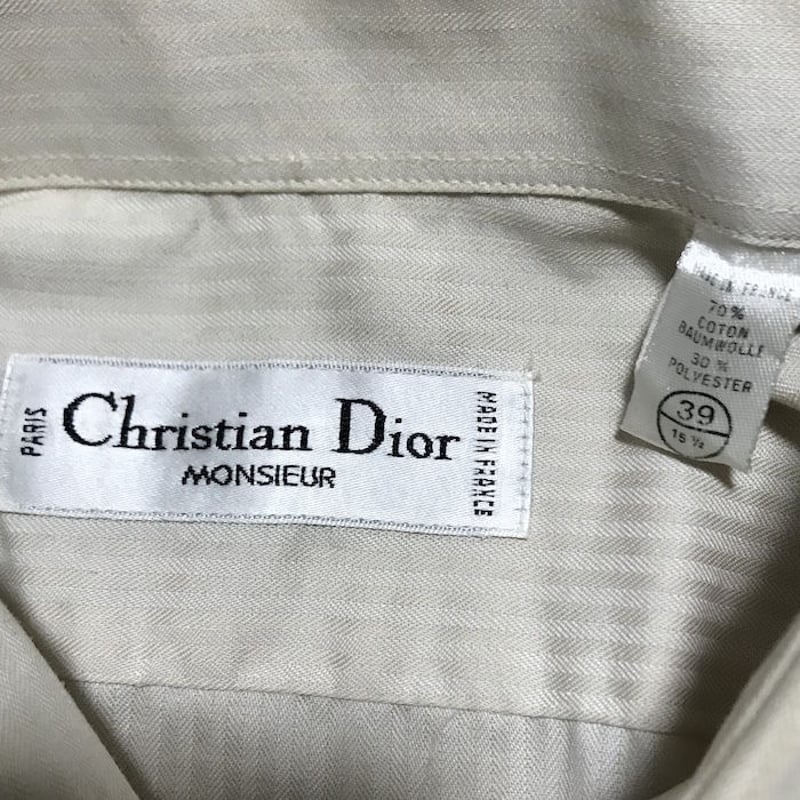 PARIS
Christian Dior
MONSIEUR
MADE IN FRANCE
MADE IN FRANCE
70%
COTON
BAUMWOLLE
30%
POLYESTER
39
15 ½